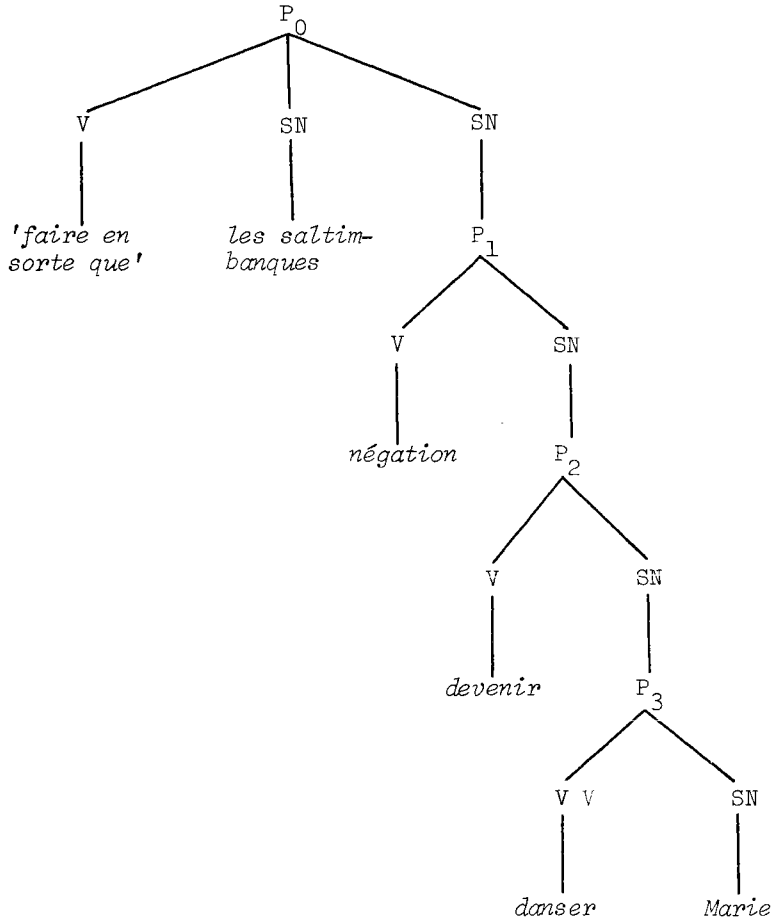 P0
V SN SN
'faire en les saltim-
sorte que' banques
P1
V SN
négation
P2
V SN
devenir
P3
V V SN
danser Marie